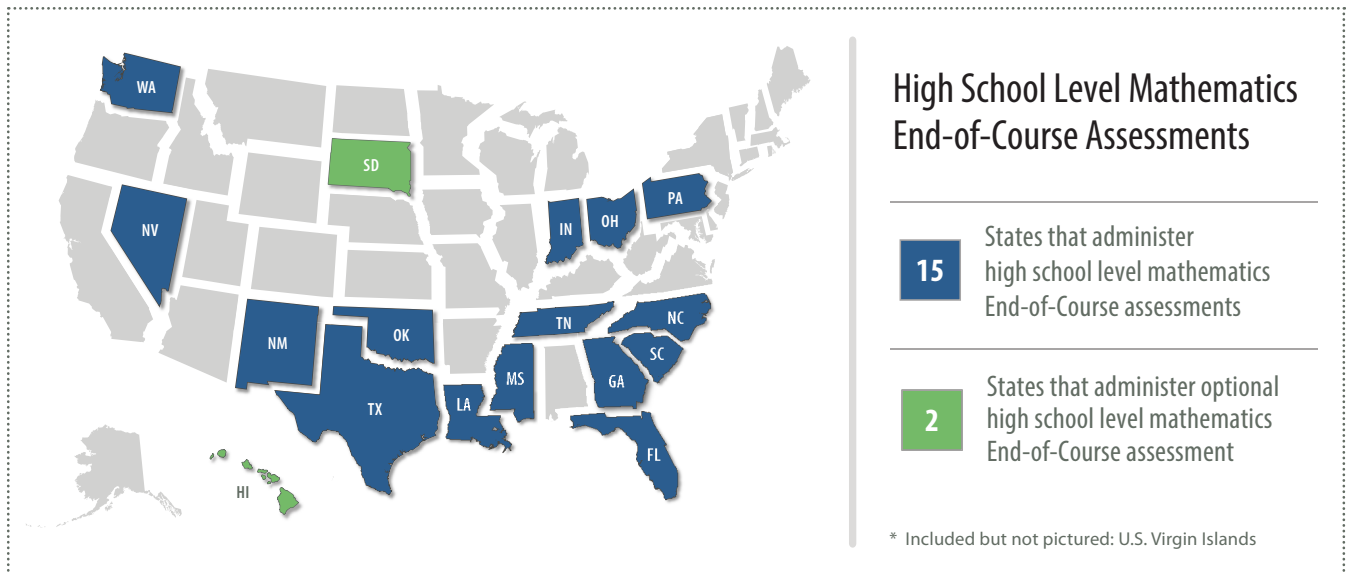 WA
SD
NV
IN
OH
PA
NM
OK
TN
NC
SC
TX
LA
MS
GA
FL
HI
High School Level Mathematics
End-of-Course Assessments
15
States that administer
high school level mathematics
End-of-Course assessments
2
States that administer optional
high school level mathematics
End-of-Course assessment
* Included but not pictured: U.S. Virgin Islands